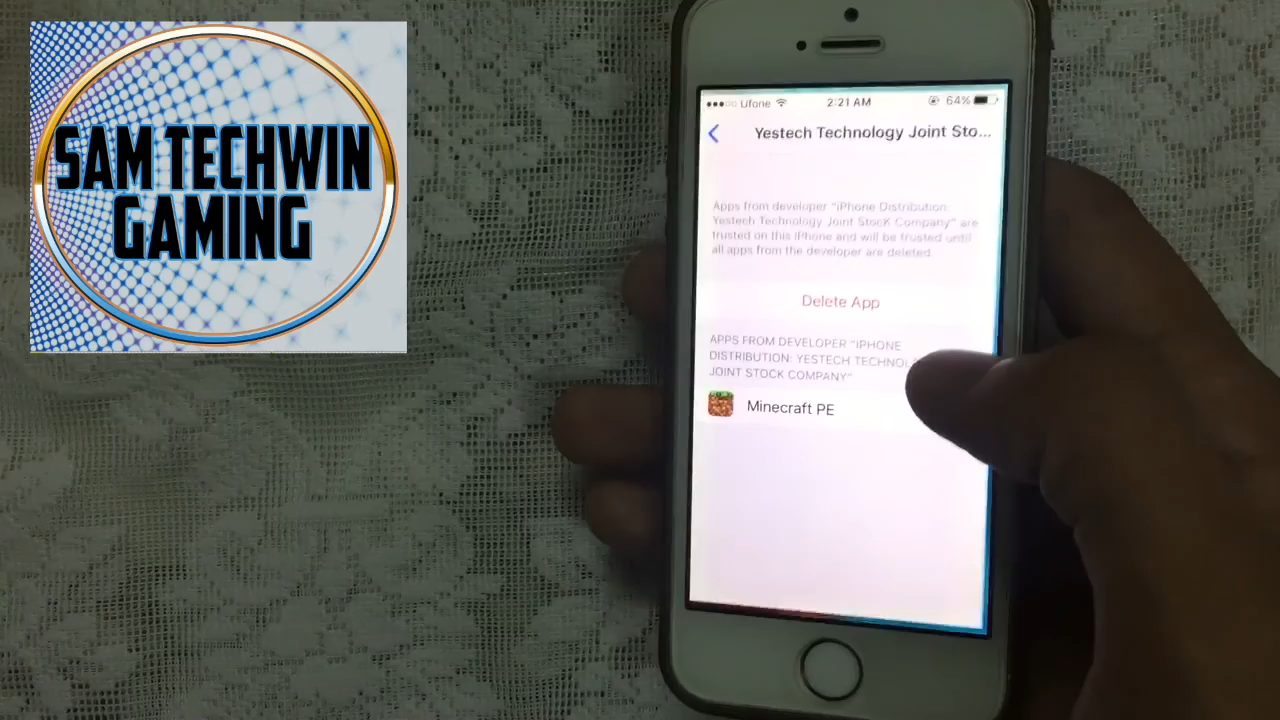 SAM TECHWIN
GAMING
Ufone 2:21 AM 64%
Yestech Technology Joint Sto...
Apps from developer "iPhone Distribution:
Yestech Technology Joint Stock Company" are
trusted on this iPhone and will be trusted until
all apps from the developer are deleted.
Delete App
APPS FROM DEVELOPER "IPHONE
DISTRIBUTION: YESTECH
JOINT STOCK COMPANY"
Minecraft PE